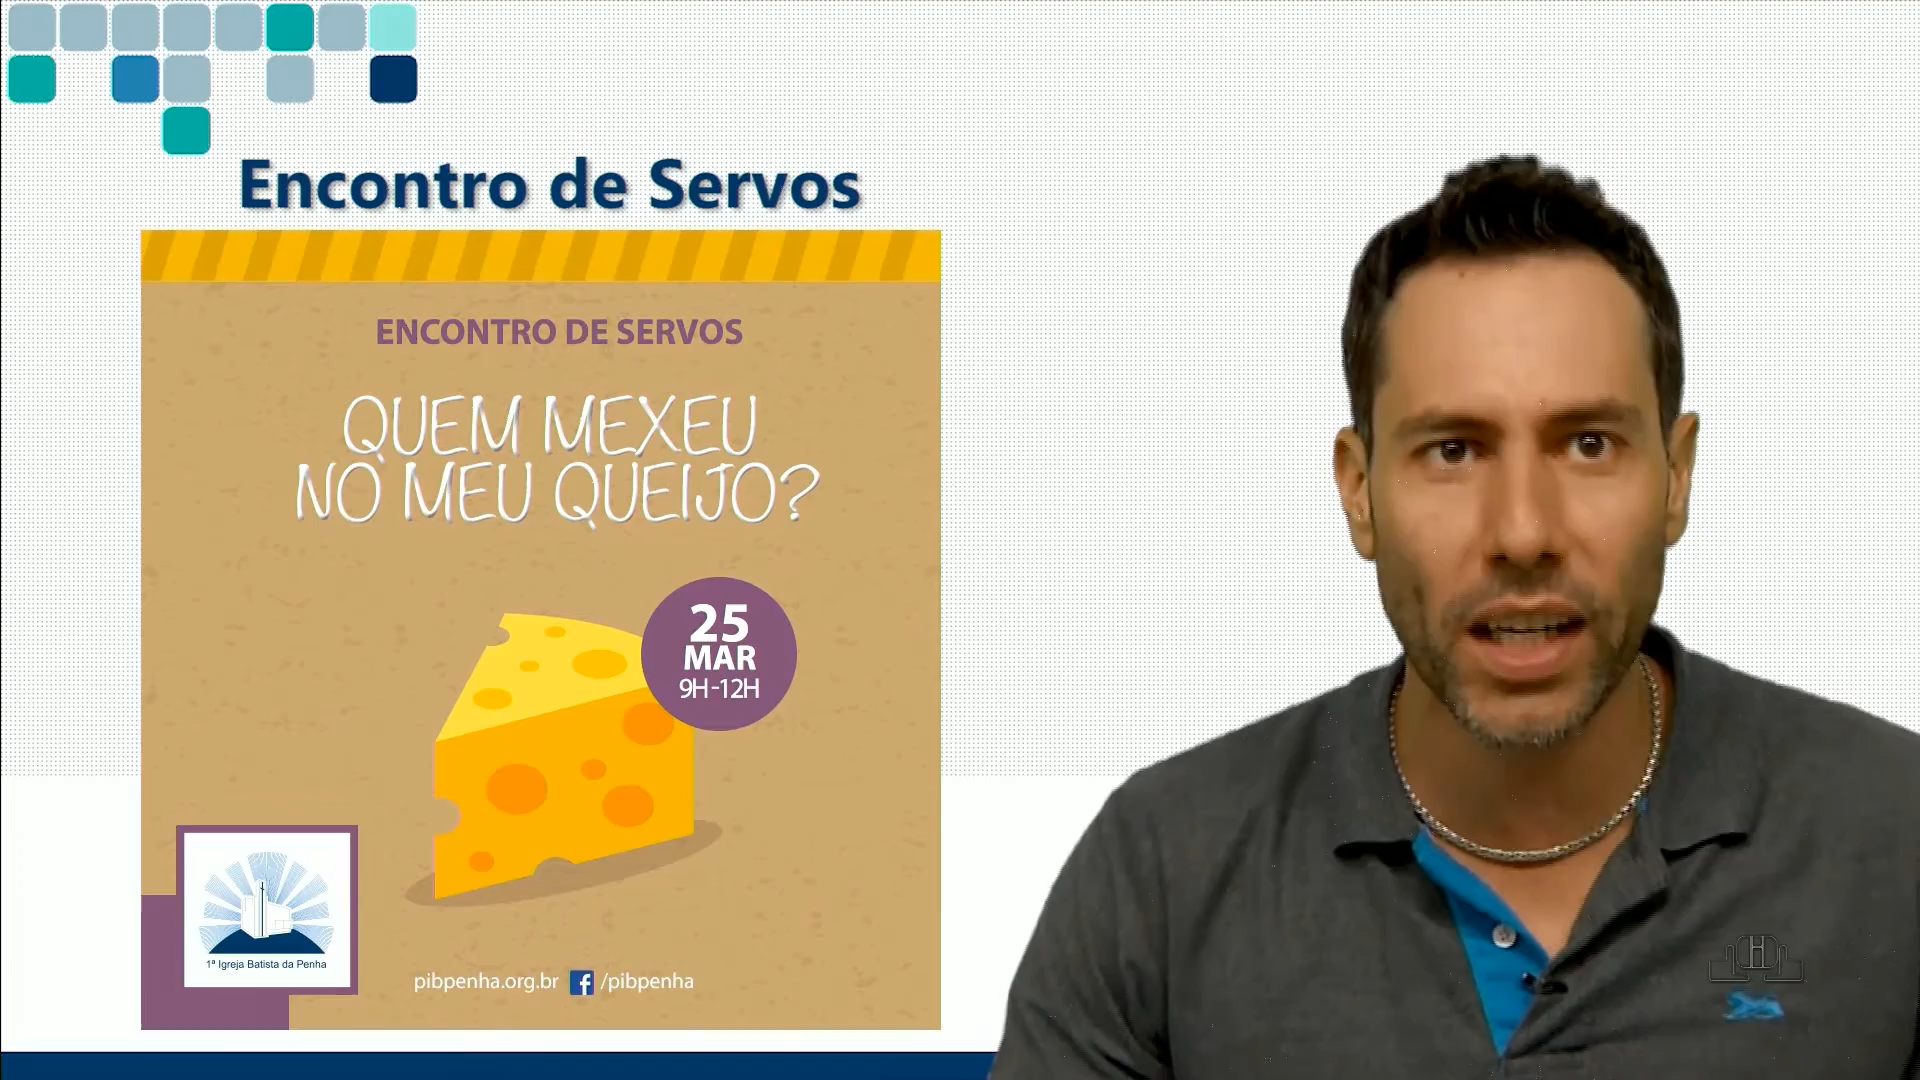 Encontro de Servos
ENCONTRO DE SERVOS
QUEM MEXEU
NO MEU QUEIJO?
25
MAR
9H-12H
1ª Igreja Batista da Penha
pibpenha.org.br f /pibpenha